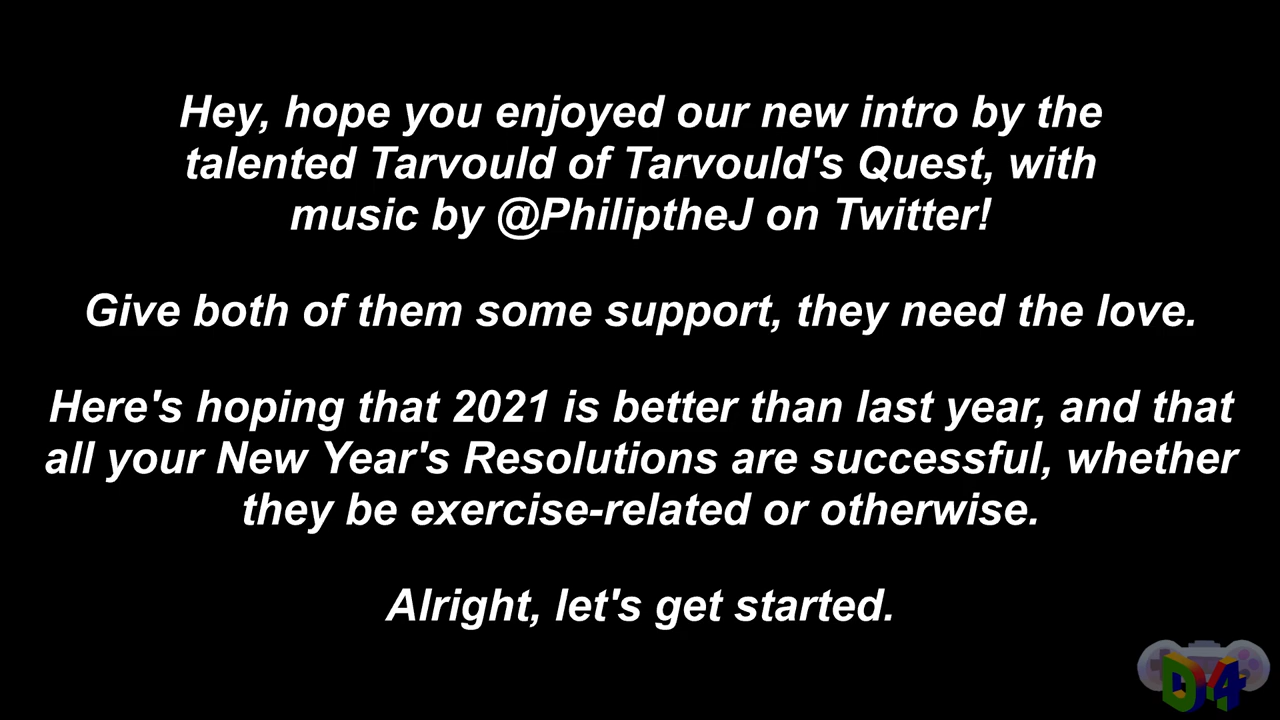 Hey, hope you enjoyed our new intro by the
talented Tarvould of Tarvould's Quest, with
music by @PhiliptheJ on Twitter!
Give both of them some support, they need the love.
Here's hoping that 2021 is better than last year, and that
all your New Year's Resolutions are successful, whether
they be exercise-related or otherwise.
Alright, let's get started.
D4